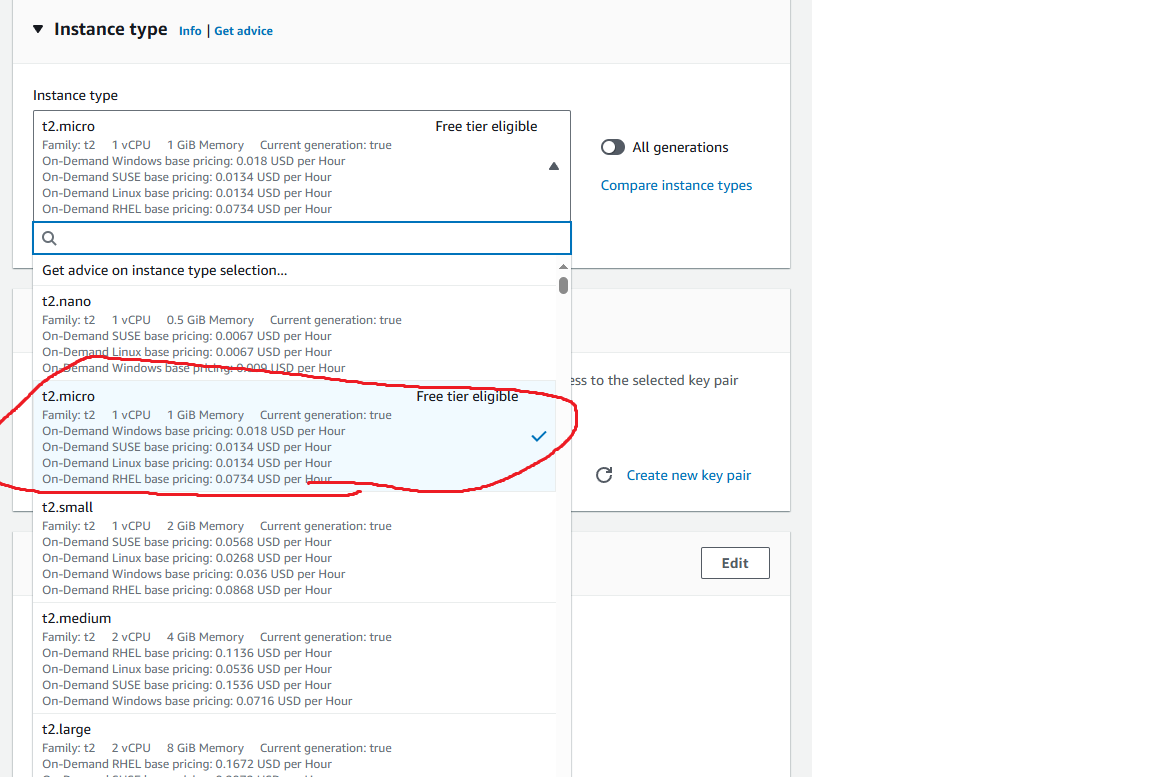 Instance type Info | Get advice
Instance type
t2.micro Free tier eligible
Family: t2 1 vCPU 1 GiB Memory Current generation: true
On-Demand Windows base pricing: 0.018 USD per Hour
On-Demand SUSE base pricing: 0.0134 USD per Hour
On-Demand Linux base pricing: 0.0134 USD per Hour
On-Demand RHEL base pricing: 0.0734 USD per Hour
All generations
Compare instance types
Get advice on instance type selection...
t2.nano
Family: t2 1 vCPU 0.5 GiB Memory Current generation: true
On-Demand SUSE base pricing: 0.0067 USD per Hour
On-Demand Linux base pricing: 0.0067 USD per Hour
On-Demand Windows base pricing: 0.009 USD per Hour
to the selected key pair
t2.micro Free tier eligible
Family: t2 1 vCPU 1 GiB Memory Current generation: true
On-Demand Windows base pricing: 0.018 USD per Hour
On-Demand SUSE base pricing: 0.0134 USD per Hour
On-Demand Linux base pricing: 0.0134 USD per Hour
On-Demand RHEL base pricing: 0.0734 USD per Hour
Create new key pair
t2.small
Family: t2 1 vCPU 2 GiB Memory Current generation: true
On-Demand SUSE base pricing: 0.0568 USD per Hour
On-Demand Linux base pricing: 0.0268 USD per Hour
On-Demand Windows base pricing: 0.036 USD per Hour
On-Demand RHEL base pricing: 0.0868 USD per Hour
Edit
t2.medium
Family: t2 2 vCPU 4 GiB Memory Current generation: true
On-Demand RHEL base pricing: 0.1136 USD per Hour
On-Demand Linux base pricing: 0.0536 USD per Hour
On-Demand SUSE base pricing: 0.1536 USD per Hour
On-Demand Windows base pricing: 0.0716 USD per Hour
t2.large
Family: t2 2 vCPU 8 GiB Memory Current generation: true
On-Demand RHEL base pricing: 0.1672 USD per Hour